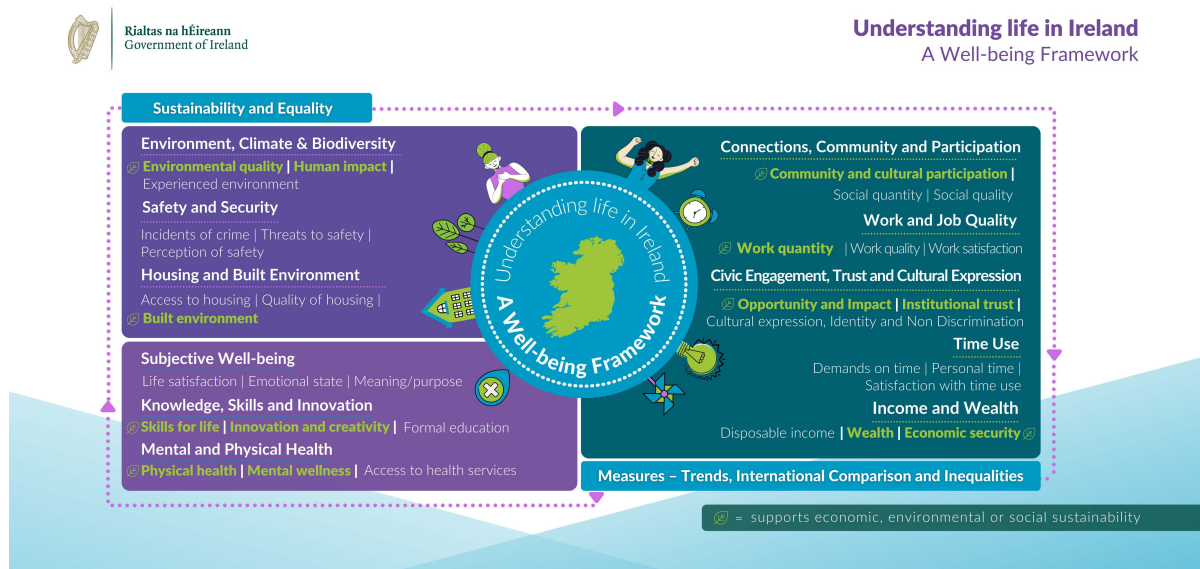 Rialtas na hÉireann
Government of Ireland
Understanding life in Ireland
A Well-being Framework
Sustainability and Equality
Environment, Climate & Biodiversity
Environmental quality | Human impact |
Experienced environment
Safety and Security
Incidents of crime | Threats to safety |
Perception of safety
Housing and Built Environment
Access to housing | Quality of housing |
Built environment
Subjective Well-being
Life satisfaction | Emotional state | Meaning/purpose
Knowledge, Skills and Innovation
Skills for life | Innovation and creativity | Formal education
Mental and Physical Health
Physical health | Mental wellness | Access to health services
Understanding life in Ireland
A Well-being Framework
Connections, Community and Participation
Community and cultural participation |
Social quantity | Social quality
Work and Job Quality
Work quantity | Work quality | Work satisfaction
Civic Engagement, Trust and Cultural Expression
Opportunity and Impact | Institutional trust |
Cultural expression, Identity and Non Discrimination
Time Use
Demands on time | Personal time |
Satisfaction with time use
Income and Wealth
Disposable income | Wealth | Economic security
Measures – Trends, International Comparison and Inequalities
= supports economic, environmental or social sustainability